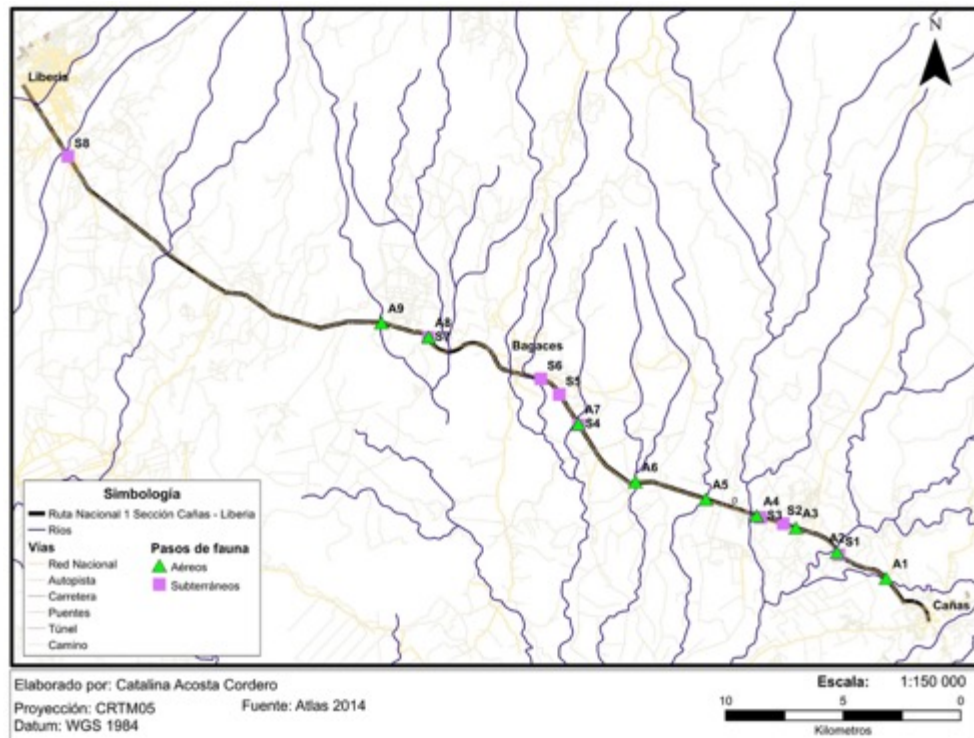 N
Liberia
S8
A9
A8
S7
Bagaces
S6
S5
A7
S4
A6
A5
A4
S3
S2
A3
A2
S1
A1
Cañas
Simbología
Ruta Nacional 1 Sección Cañas - Liberia
Ríos
Vías
Red Nacional
Autopista
Carretera
Puentes
Túnel
Camino
Pasos de fauna
Aéreos
Subterráneos
Elaborado por: Catalina Acosta Cordero
Proyección: CRTM05
Fuente: Atlas 2014
Datum: WGS 1984
Escala: 1:150 000
10 5 0
Kilometros